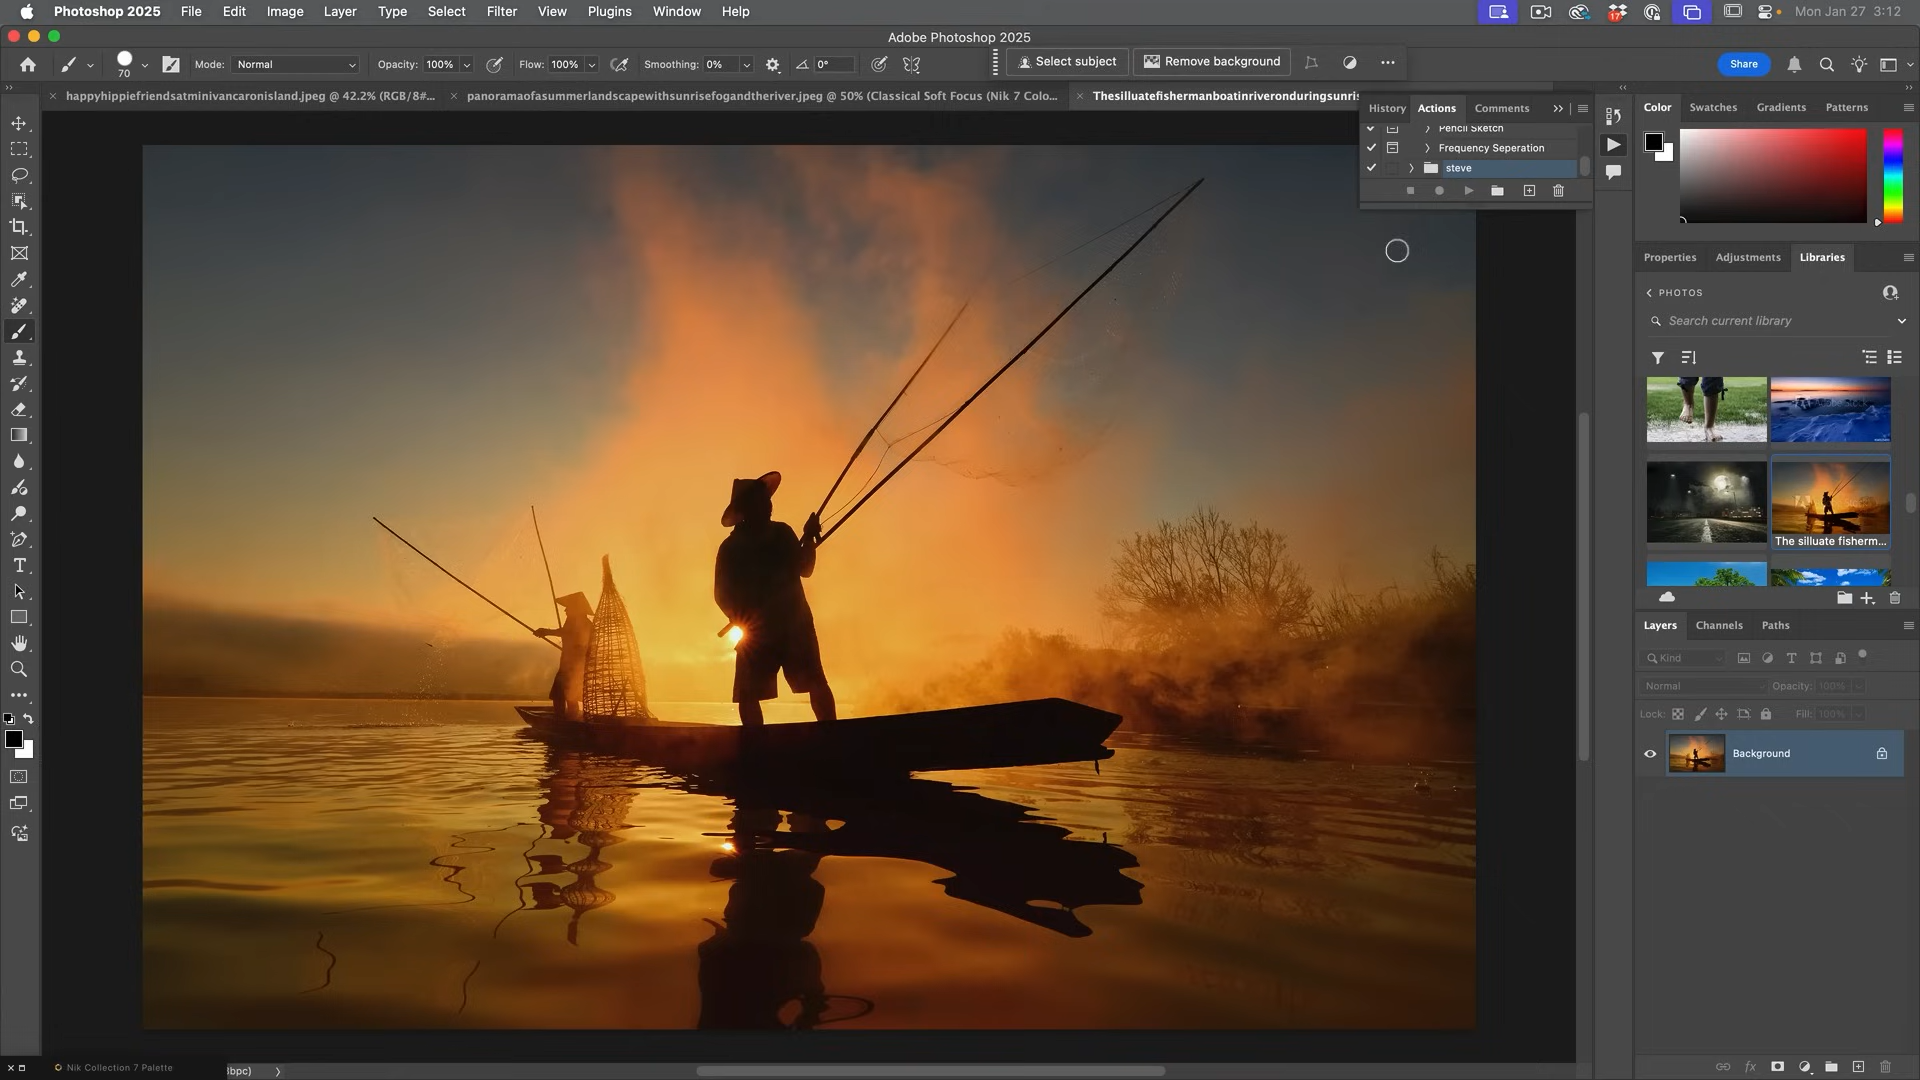 Photoshop 2025 File Edit Image Layer Type Select Filter View Plugins Window Help
17
Mon Jan 27 3:12
Adobe Photoshop 2025
70
Mode: Normal Opacity: 100% Flow: 100% Smoothing: 0% 0°
Select subject Remove background
Share
happyhippiefriendsatminivancaronisland.jpeg @ 42.2% (RGB/8#...
panoramaofasummerlandscapewithsunrisefogandtheriver.jpeg @ 50% (Classical Soft Focus (Nik 7 Colo...
Thesilluatefishermanboatinriveronduringsunris
History Actions Comments
Pencil Sketch
Frequency Seperation
steve
Color Swatches Gradients Patterns
Properties Adjustments Libraries
PHOTOS
Search current library
The silluate fisherm...
Layers Channels Paths
Kind
Normal Opacity: 100%
Lock: Fill: 100%
Background
Nik Collection 7 Palette
8bpc)